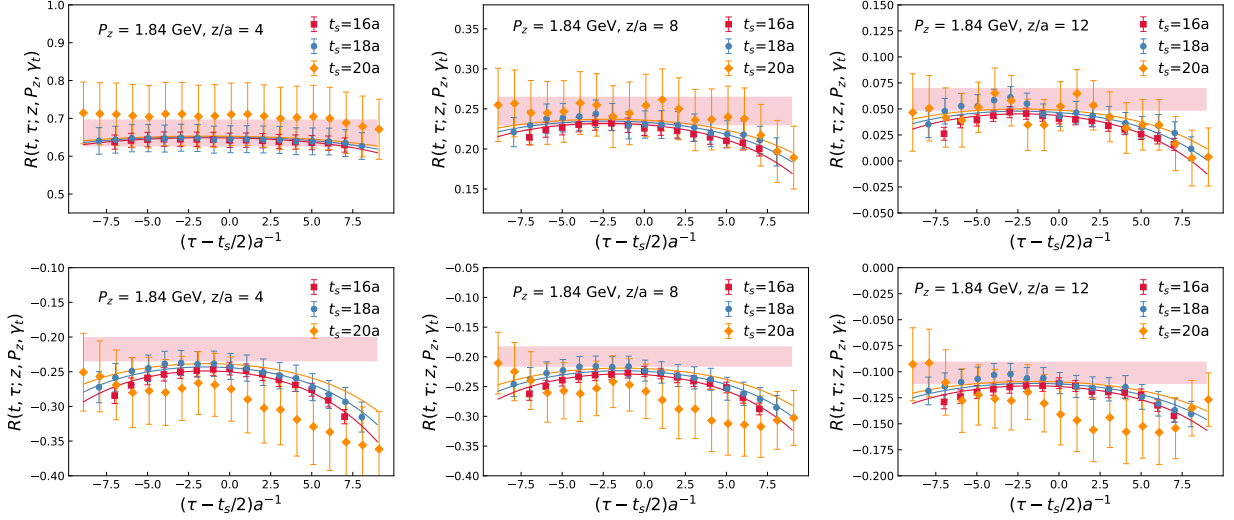 R(t, τ; z, P_z, γ_t)
1.0
0.9
0.8
0.7
0.6
0.5
P_z = 1.84 GeV, z/a = 4
t_s=16a
t_s=18a
t_s=20a
−7.5 −5.0 −2.5 0.0 2.5 5.0 7.5
(τ − t_s/2)a⁻¹
0.35
0.30
0.25
0.20
0.15
P_z = 1.84 GeV, z/a = 8
t_s=16a
t_s=18a
t_s=20a
−7.5 −5.0 −2.5 0.0 2.5 5.0 7.5
(τ − t_s/2)a⁻¹
R(t, τ; z, P_z, γ_t)
0.125
0.100
0.075
0.050
0.025
0.000
−0.025
−0.050
P_z = 1.84 GeV, z/a = 12
t_s=16a
t_s=18a
t_s=20a
−7.5 −5.0 −2.5 0.0 2.5 5.0 7.5
(τ − t_s/2)a⁻¹
R(t, τ; z, P_z, γ_t)
−0.10
−0.15
−0.20
−0.25
−0.30
−0.35
−0.40
P_z = 1.84 GeV, z/a = 4
t_s=16a
t_s=18a
t_s=20a
−7.5 −5.0 −2.5 0.0 2.5 5.0 7.5
(τ − t_s/2)a⁻¹
R(t, τ; z, P_z, γ_t)
−0.05
−0.10
−0.15
−0.20
−0.25
−0.30
−0.35
−0.40
P_z = 1.84 GeV, z/a = 8
t_s=16a
t_s=18a
t_s=20a
−7.5 −5.0 −2.5 0.0 2.5 5.0 7.5
(τ − t_s/2)a⁻¹
R(t, τ; z, P_z, γ_t)
0.000
−0.025
−0.050
−0.075
−0.100
−0.125
−0.150
−0.175
−0.200
P_z = 1.84 GeV, z/a = 12
t_s=16a
t_s=18a
t_s=20a
−7.5 −5.0 −2.5 0.0 2.5 5.0 7.5
(τ − t_s/2)a⁻¹
R(t, τ; z, P_z, γ_t)